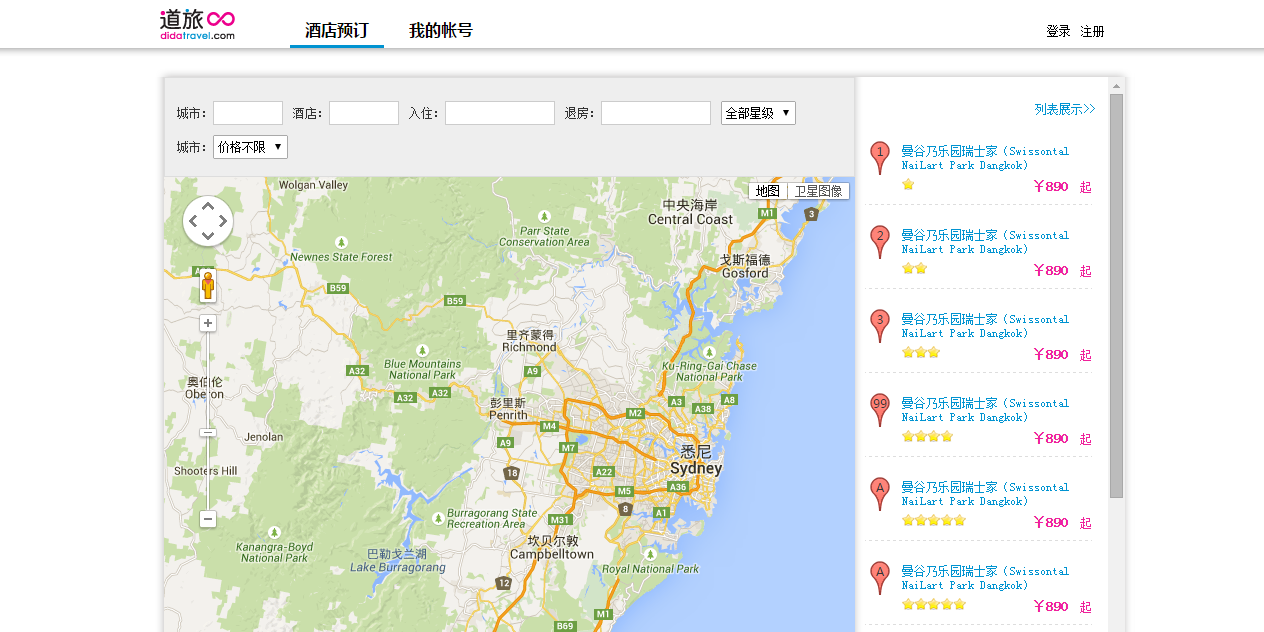 道旅
didatravel.com
酒店预订
我的帐号
登录 注册
城市：
酒店：
入住：
退房：
全部星级
城市：
价格不限
地图
卫星图像
Wolgan Valley
中央海岸
Central Coast
M1
3
Parr State
Conservation Area
Newnes State Forest
戈斯福德
Gosford
B59
B59
里齐蒙得
Richmond
Blue Mountains
National Park
Ku-Ring-Gai Chase
National Park
A32
A9
奥伯伦
Oberon
A32
A32
彭里斯
Penrith
A3
A8
A38
M2
M4
Jenolan
A9
M7
悉尼
Sydney
Shooters Hill
18
A22
M5
A36
8
A1
Burragorang State
Recreation Area
M31
Kanangra-Boyd
National Park
巴勒戈兰湖
Lake Burragorang
坎贝尔敦
Campbelltown
Royal National Park
12
M1
B69
列表展示>>
1
曼谷乃乐园瑞士家（Swissontal
NaiLart Park Dangkok）
￥890 起
2
曼谷乃乐园瑞士家（Swissontal
NaiLart Park Dangkok）
￥890 起
3
曼谷乃乐园瑞士家（Swissontal
NaiLart Park Dangkok）
￥890 起
99
曼谷乃乐园瑞士家（Swissontal
NaiLart Park Dangkok）
￥890 起
A
曼谷乃乐园瑞士家（Swissontal
NaiLart Park Dangkok）
￥890 起
A
曼谷乃乐园瑞士家（Swissontal
NaiLart Park Dangkok）
￥890 起